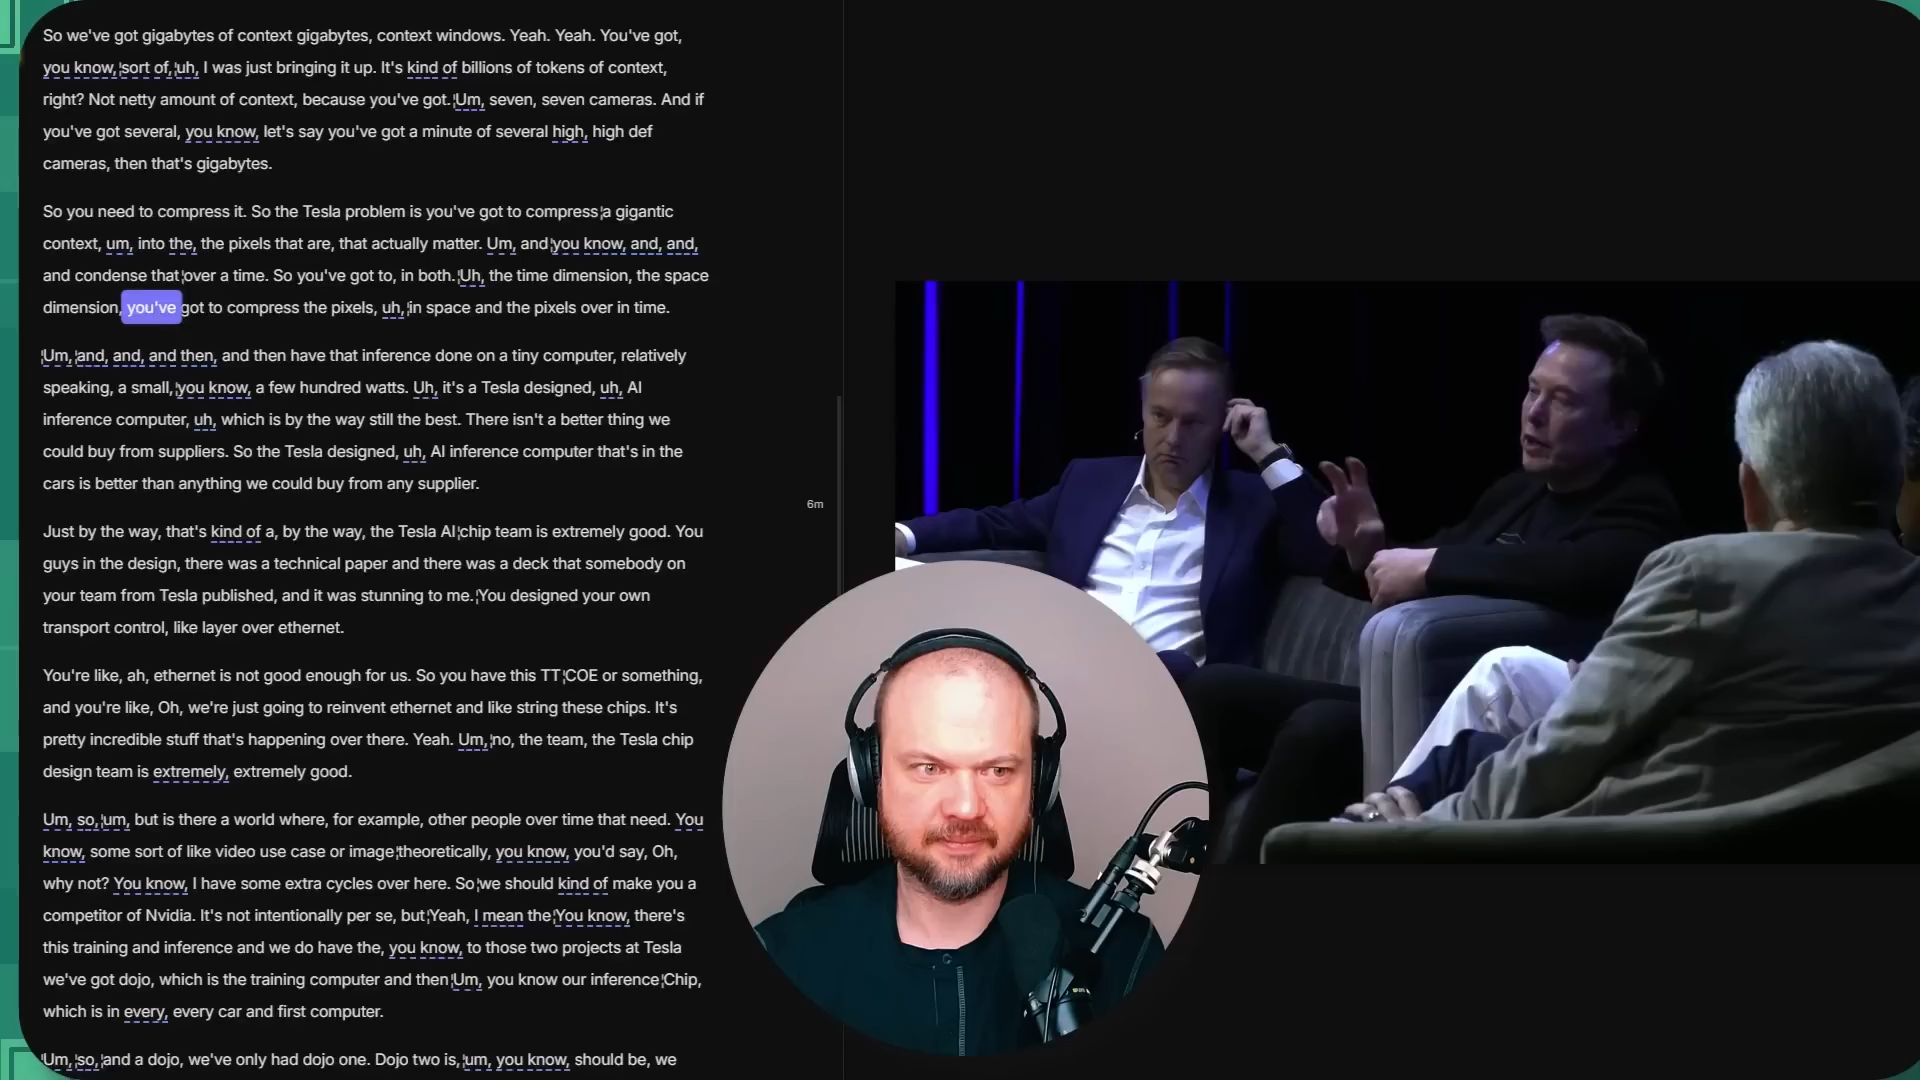 So we've got gigabytes of context gigabytes, context windows. Yeah. Yeah. You've got,
you know, sort of, uh, I was just bringing it up. It's kind of billions of tokens of context,
right? Not netty amount of context, because you've got. Um, seven, seven cameras. And if
you've got several, you know, let's say you've got a minute of several high, high def
cameras, then that's gigabytes.
So you need to compress it. So the Tesla problem is you've got to compress a gigantic
context, um, into the, the pixels that are, that actually matter. Um, and you know, and, and,
and condense that over a time. So you've got to, in both. Uh, the time dimension, the space
dimension, you've got to compress the pixels, uh, in space and the pixels over in time.
Um, and, and, and then, and then have that inference done on a tiny computer, relatively
speaking, a small, you know, a few hundred watts. Uh, it's a Tesla designed, uh, AI
inference computer, uh, which is by the way still the best. There isn't a better thing we
could buy from suppliers. So the Tesla designed, uh, AI inference computer that's in the
cars is better than anything we could buy from any supplier.
6m
Just by the way, that's kind of a, by the way, the Tesla AI chip team is extremely good. You
guys in the design, there was a technical paper and there was a deck that somebody on
your team from Tesla published, and it was stunning to me. You designed your own
transport control, like layer over ethernet.
You're like, ah, ethernet is not good enough for us. So you have this TT COE or something,
and you're like, Oh, we're just going to reinvent ethernet and like string these chips. It's
pretty incredible stuff that's happening over there. Yeah. Um, no, the team, the Tesla chip
design team is extremely, extremely good.
Um, so, um, but is there a world where, for example, other people over time that need. You
know, some sort of like video use case or image theoretically, you know, you'd say, Oh,
why not? You know, I have some extra cycles over here. So we should kind of make you a
competitor of Nvidia. It's not intentionally per se, but Yeah, I mean the You know, there's
this training and inference and we do have the, you know, to those two projects at Tesla
we've got dojo, which is the training computer and then Um, you know our inference Chip,
which is in every, every car and first computer.
Um, so, and a dojo, we've only had dojo one. Dojo two is, um, you know, should be, we